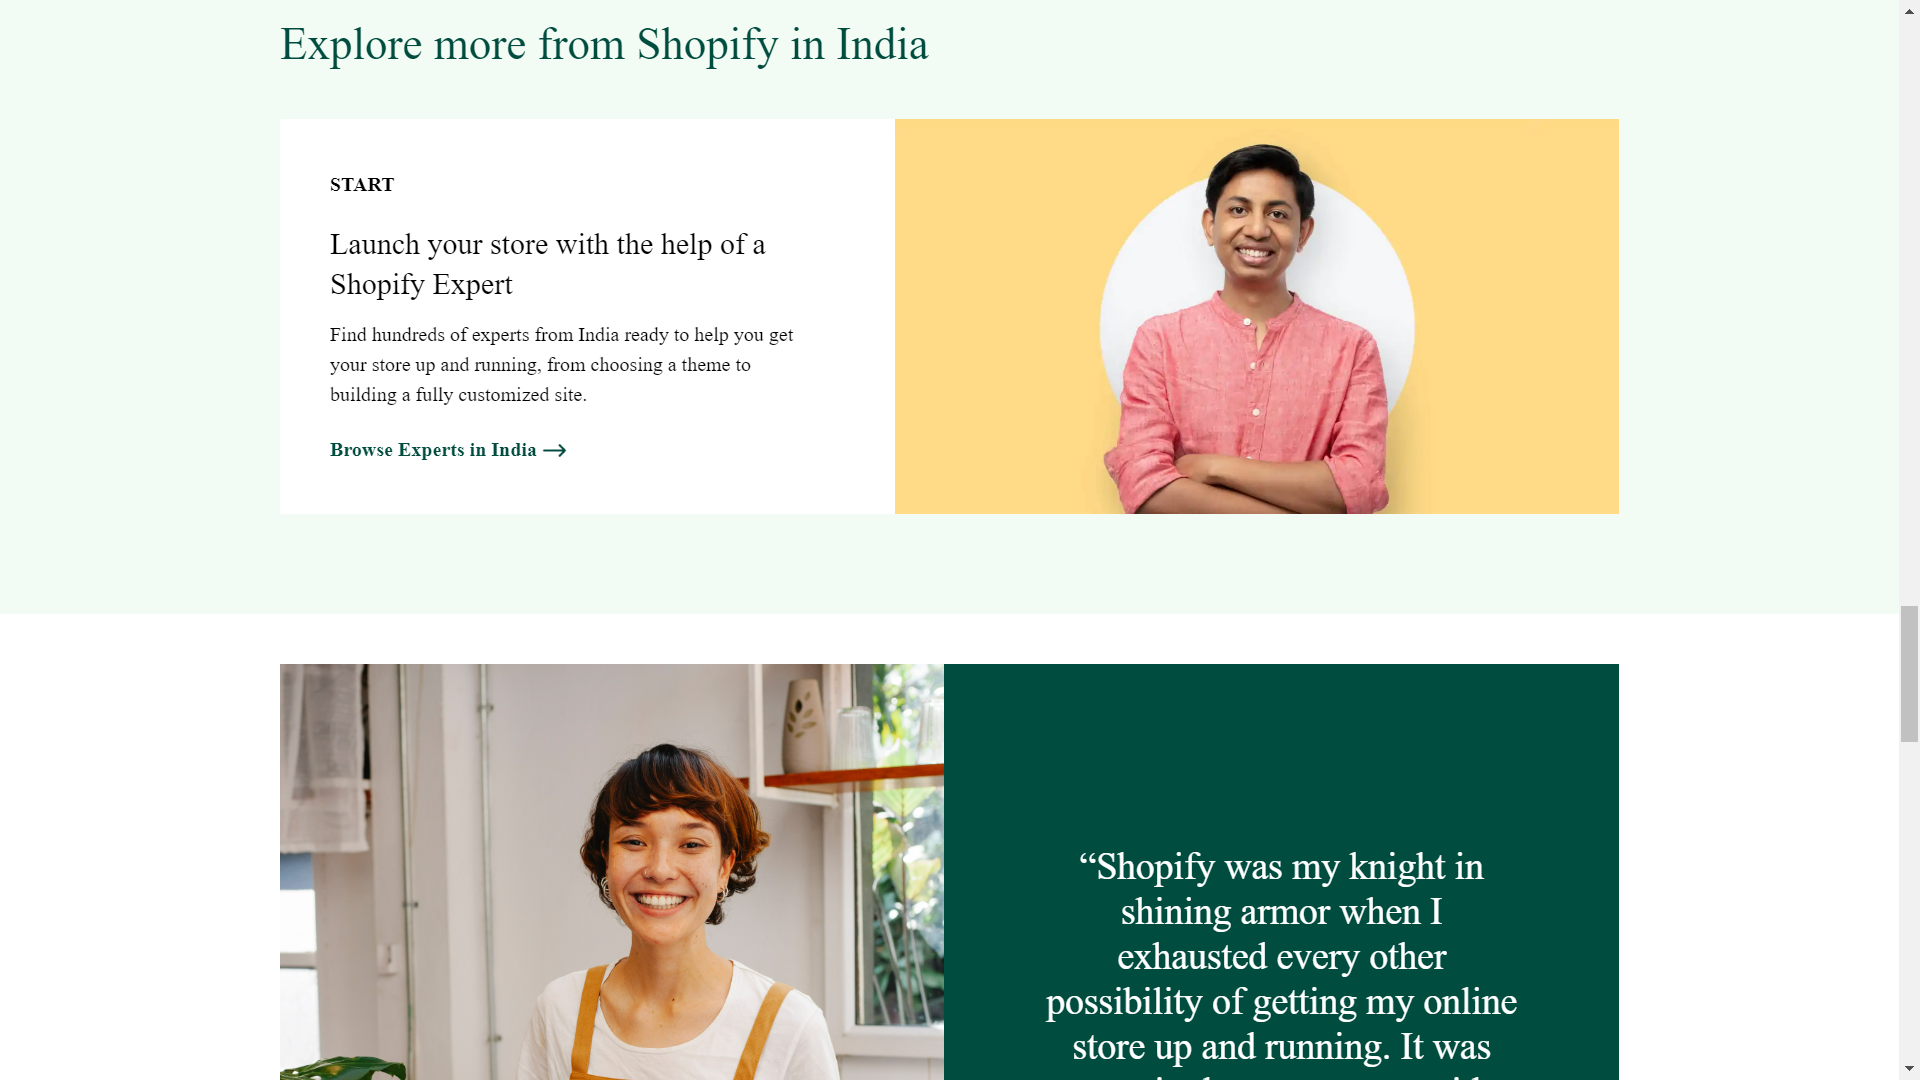 Explore more from Shopify in India
START
Launch your store with the help of a
Shopify Expert
Find hundreds of experts from India ready to help you get
your store up and running, from choosing a theme to
building a fully customized site.
Browse Experts in India
“Shopify was my knight in
shining armor when I
exhausted every other
possibility of getting my online
store up and running. It was